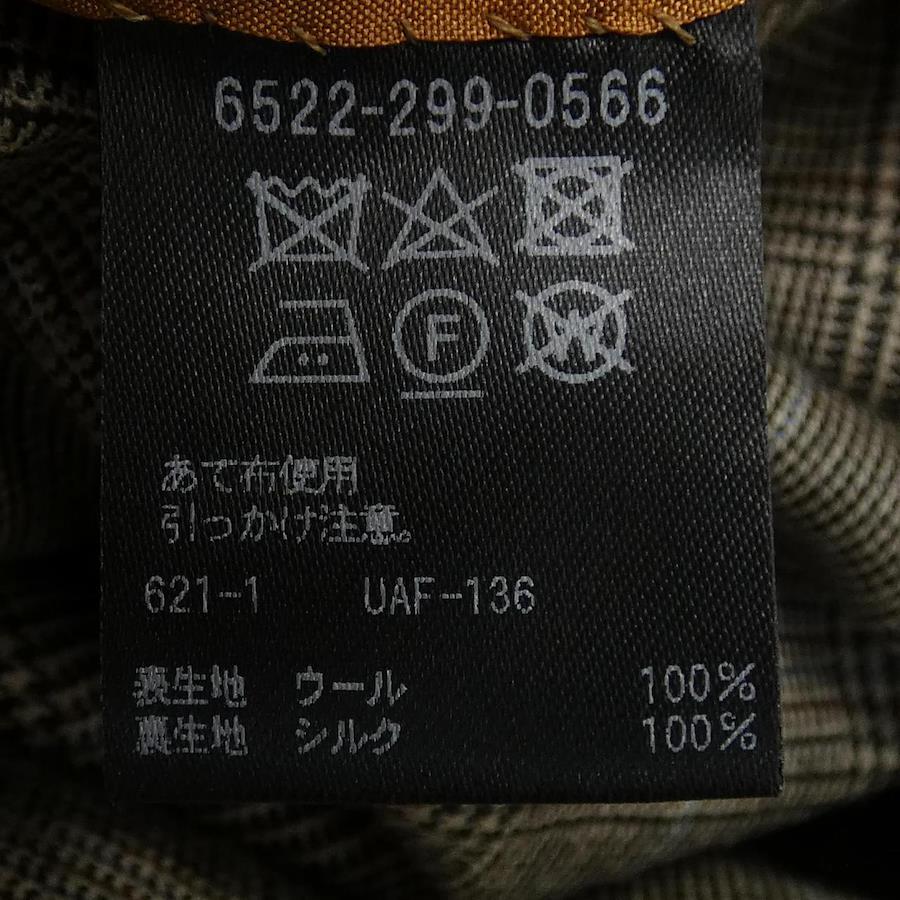 6522-299-0566
F
W
あて布使用
引っかけ注意。
621-1 UAF-136
表生地 ウール 100%
裏生地 シルク 100%